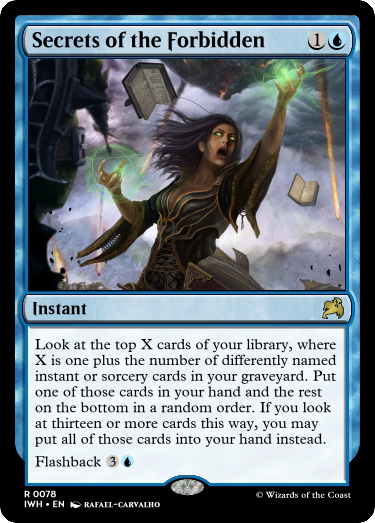 Secrets of the Forbidden 1
Instant
Look at the top X cards of your library, where
X is one plus the number of differently named
instant or sorcery cards in your graveyard. Put
one of those cards in your hand and the rest
on the bottom in a random order. If you look
at thirteen or more cards this way, you may
put all of those cards into your hand instead.
Flashback 3
R 0078
IWH • EN RAFAEL-CARVALHO © Wizards of the Coast